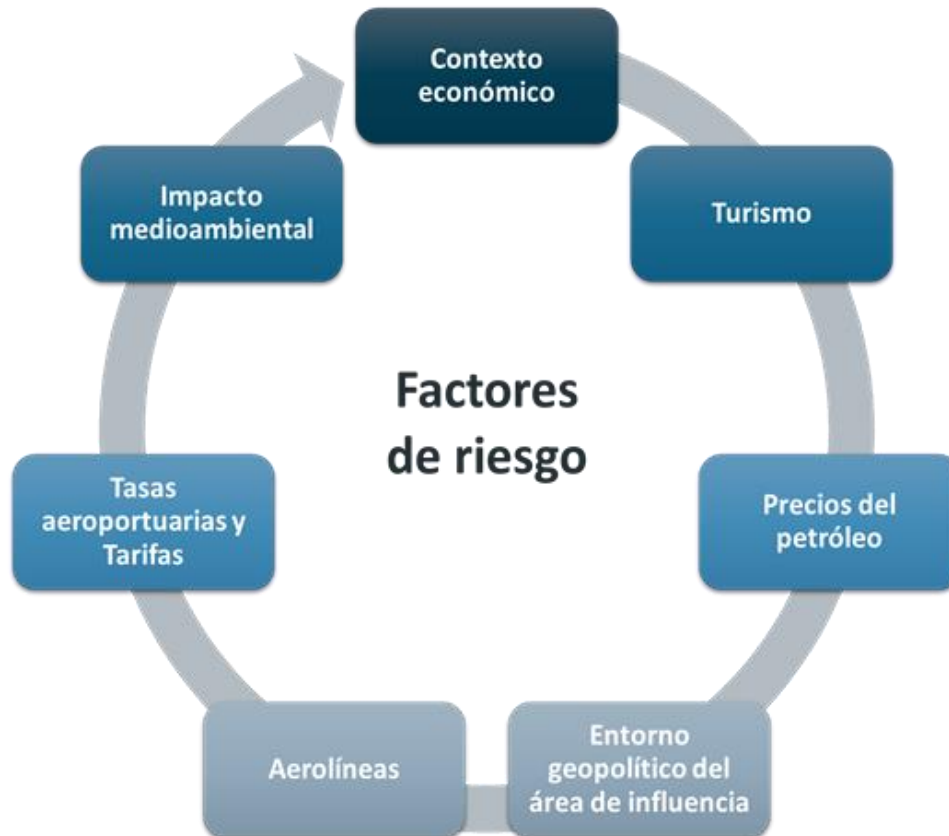 Contexto
económico
Turismo
Precios del
petróleo
Entorno
geopolítico del
área de influencia
Aerolíneas
Tasas
aeroportuarias y
Tarifas
Impacto
medioambiental
Factores
de riesgo